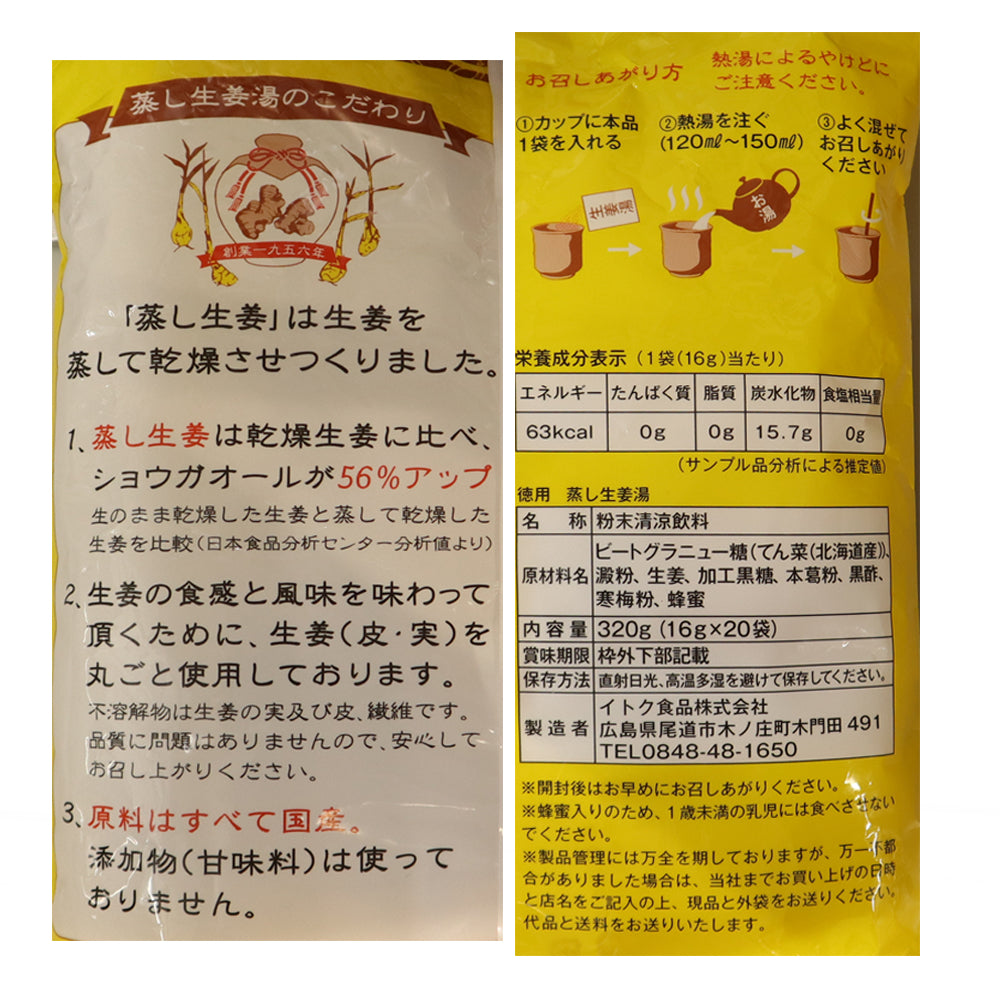 蒸し生姜湯のこだわり
創業一九五六年
「蒸し生姜」は生姜を
蒸して乾燥させつくりました。
1、蒸し生姜は乾燥生姜に比べ、
ショウガオールが56%アップ
生のまま乾燥した生姜と蒸して乾燥した
生姜を比較(日本食品分析センター分析値より)
2、生姜の食感と風味を味わって
頂くために、生姜(皮・実)を
丸ごと使用しております。
不溶解物は生姜の実及び皮、繊維です。
品質に問題はありませんので、安心して
お召し上がりください。
3、原料はすべて国産。
添加物(甘味料)は使って
おりません。
お召しあがり方
熱湯によるやけどに
ご注意ください。
①カップに本品
1袋を入れる
②熱湯を注ぐ
(120㎖~150㎖)
③よく混ぜて
お召しあがり
ください
生姜湯
お湯
栄養成分表示(1袋(16g)当たり)
エネルギー たんぱく質 脂質 炭水化物 食塩相当量
63kcal 0g 0g 15.7g 0g
(サンプル品分析による推定値)
徳用 蒸し生姜湯
名 称 粉末清涼飲料
原材料名 ビートグラニュー糖(てん菜(北海道産))、
澱粉、生姜、加工黒糖、本葛粉、黒酢、
寒梅粉、蜂蜜
内容量 320g(16g×20袋)
賞味期限 枠外下部記載
保存方法 直射日光、高温多湿を避けて保存してください。
製造者 イトク食品株式会社
広島県尾道市木ノ庄町木門田491
TEL0848-48-1650
※開封後はお早めにお召しあがりください。
※蜂蜜入りのため、1歳未満の乳児には食べさせない
でください。
※製品管理には万全を期しておりますが、万一不都
合がありました場合は、当社までお買い上げの日時
と店名をご記入の上、現品と外袋をお送りください。
代品と送料をお送りいたします。